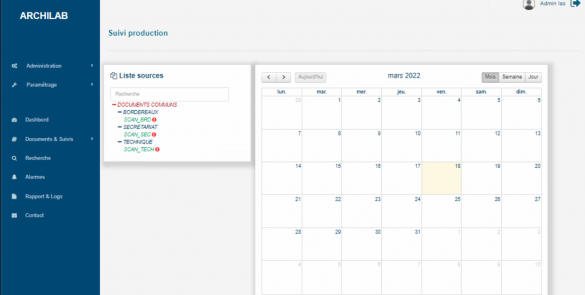 ARCHILAB
Admin Iao
Suivi production
Administration
Paramétrage
Dashbord
Documents & Suivis
Recherche
Alarmes
Rapport & Logs
Contact
Liste sources
Recherche
DOCUMENTS COMMUNS
BORDEREAUX
SCAN_BRD
SECRETARIAT
SCAN_SEC
TECHNIQUE
SCAN_TECH
Aujourd'hui
mars 2022
Mois Semaine Jour
lun. mar. mer. jeu. ven. sam. dim.
28 1 2 3 4 5 6
7 8 9 10 11 12 13
14 15 16 17 18 19 20
21 22 23 24 25 26 27
28 29 30 31 1 2 3
4 5 6 7 8 9 10